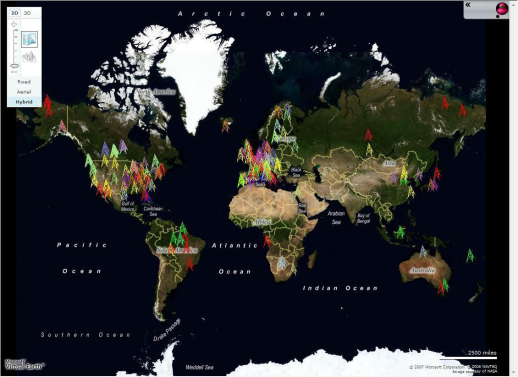 2D 3D
Arctic Ocean
Road
Aerial
Hybrid
North America
Black
Sea
Asia
Gulf of
Mexico
Caribbean
Sea
Africa
Arabian
Sea
Bay of
Bengal
Pacific
Ocean
Atlantic
Ocean
South America
Indian Ocean
Australia
Southern Ocean
Drake Passage
Weddell Sea
2500 miles
Microsoft
Virtual Earth
© 2007 Microsoft Corporation © 2006 NAVTEQ
Image courtesy of NASA